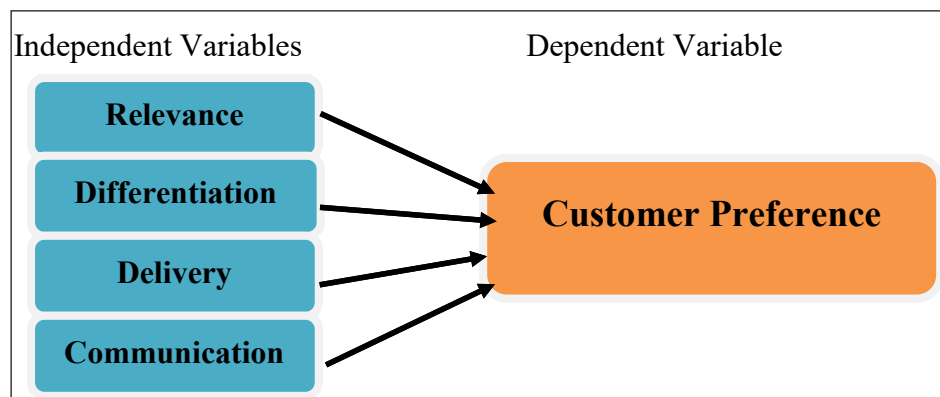 Independent Variables
Dependent Variable
Relevance
Differentiation
Delivery
Communication
Customer Preference